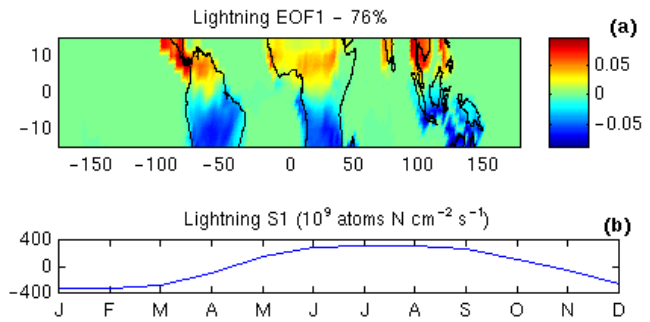 Lightning EOF1 − 76%
(a)
10
0
−10
0.05
0
−0.05
−150 −100 −50 0 50 100 150
Lightning S1 (10⁹ atoms N cm⁻² s⁻¹)
(b)
400
0
−400
J F M A M J J A S O N D